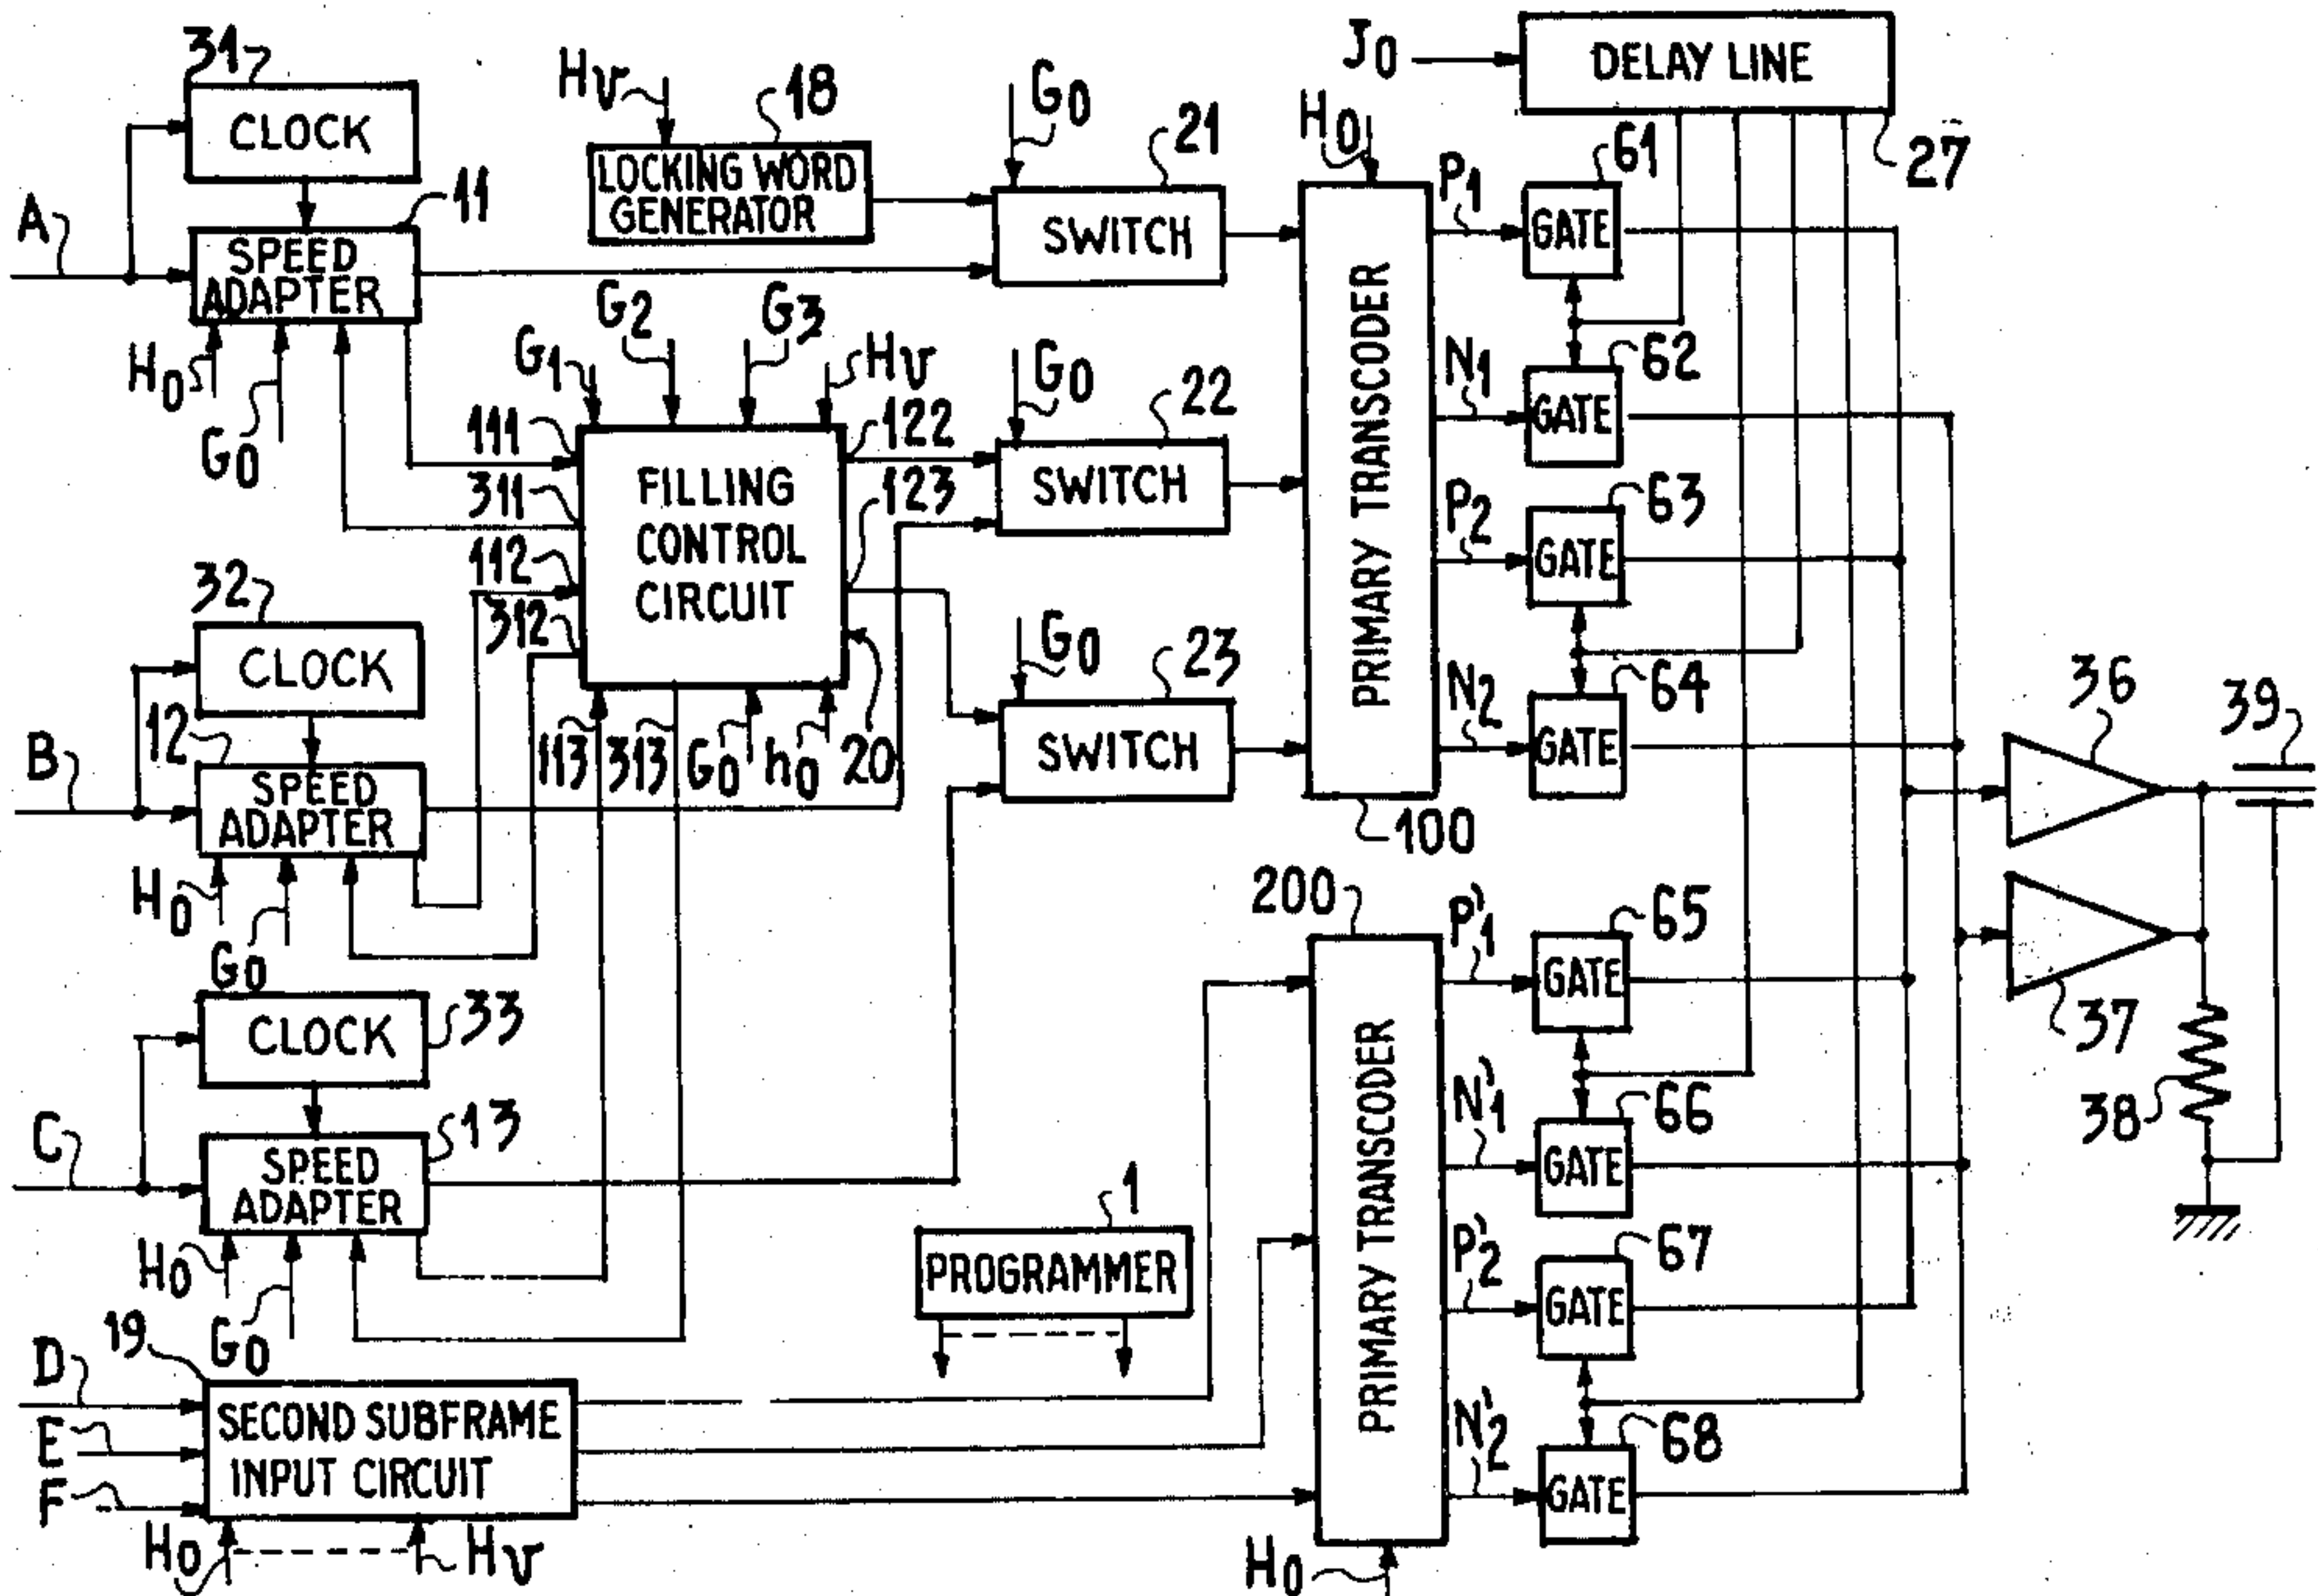 31
CLOCK
A
11
SPEED
ADAPTER
H0
G0
Hv
18
LOCKING WORD
GENERATOR
G0
21
SWITCH
J0
DELAY LINE
27
H0
P1
61
GATE
N1
62
GATE
P2
63
GATE
N2
64
GATE
PRIMARY TRANSCODER
100
G1
G2
G3
Hv
111
311
112
312
122
123
FILLING
CONTROL
CIRCUIT
113
313
G0
h0
20
G0
22
SWITCH
G0
23
SWITCH
32
CLOCK
B
12
SPEED
ADAPTER
H0
G0
33
CLOCK
C
13
SPEED
ADAPTER
H0
G0
1
PROGRAMMER
19
D
E
F
SECOND SUBFRAME
INPUT CIRCUIT
H0
Hv
200
PRIMARY TRANSCODER
H0
P'1
65
GATE
N'1
66
GATE
P'2
67
GATE
N'2
68
GATE
36
37
38
39